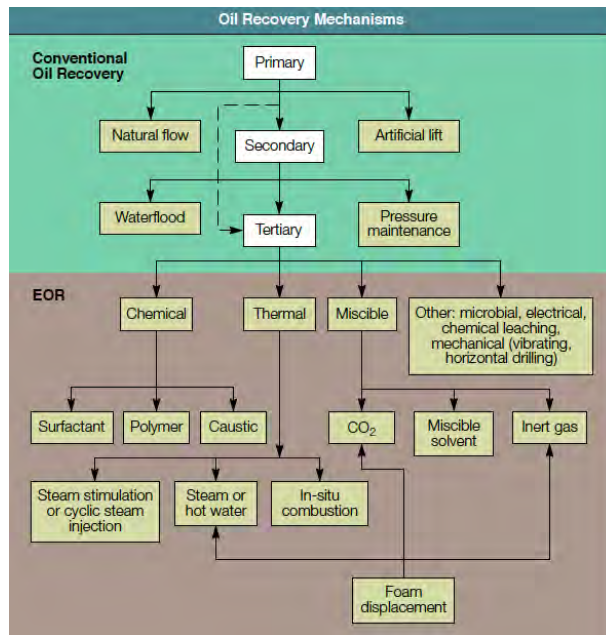 Oil Recovery Mechanisms
Conventional
Oil Recovery
Primary
Natural flow
Artificial lift
Secondary
Waterflood
Pressure
maintenance
Tertiary
EOR
Chemical
Thermal
Miscible
Other: microbial, electrical,
chemical leaching,
mechanical (vibrating,
horizontal drilling)
Surfactant
Polymer
Caustic
CO₂
Miscible
solvent
Inert gas
Steam stimulation
or cyclic steam
injection
Steam or
hot water
In-situ
combustion
Foam
displacement